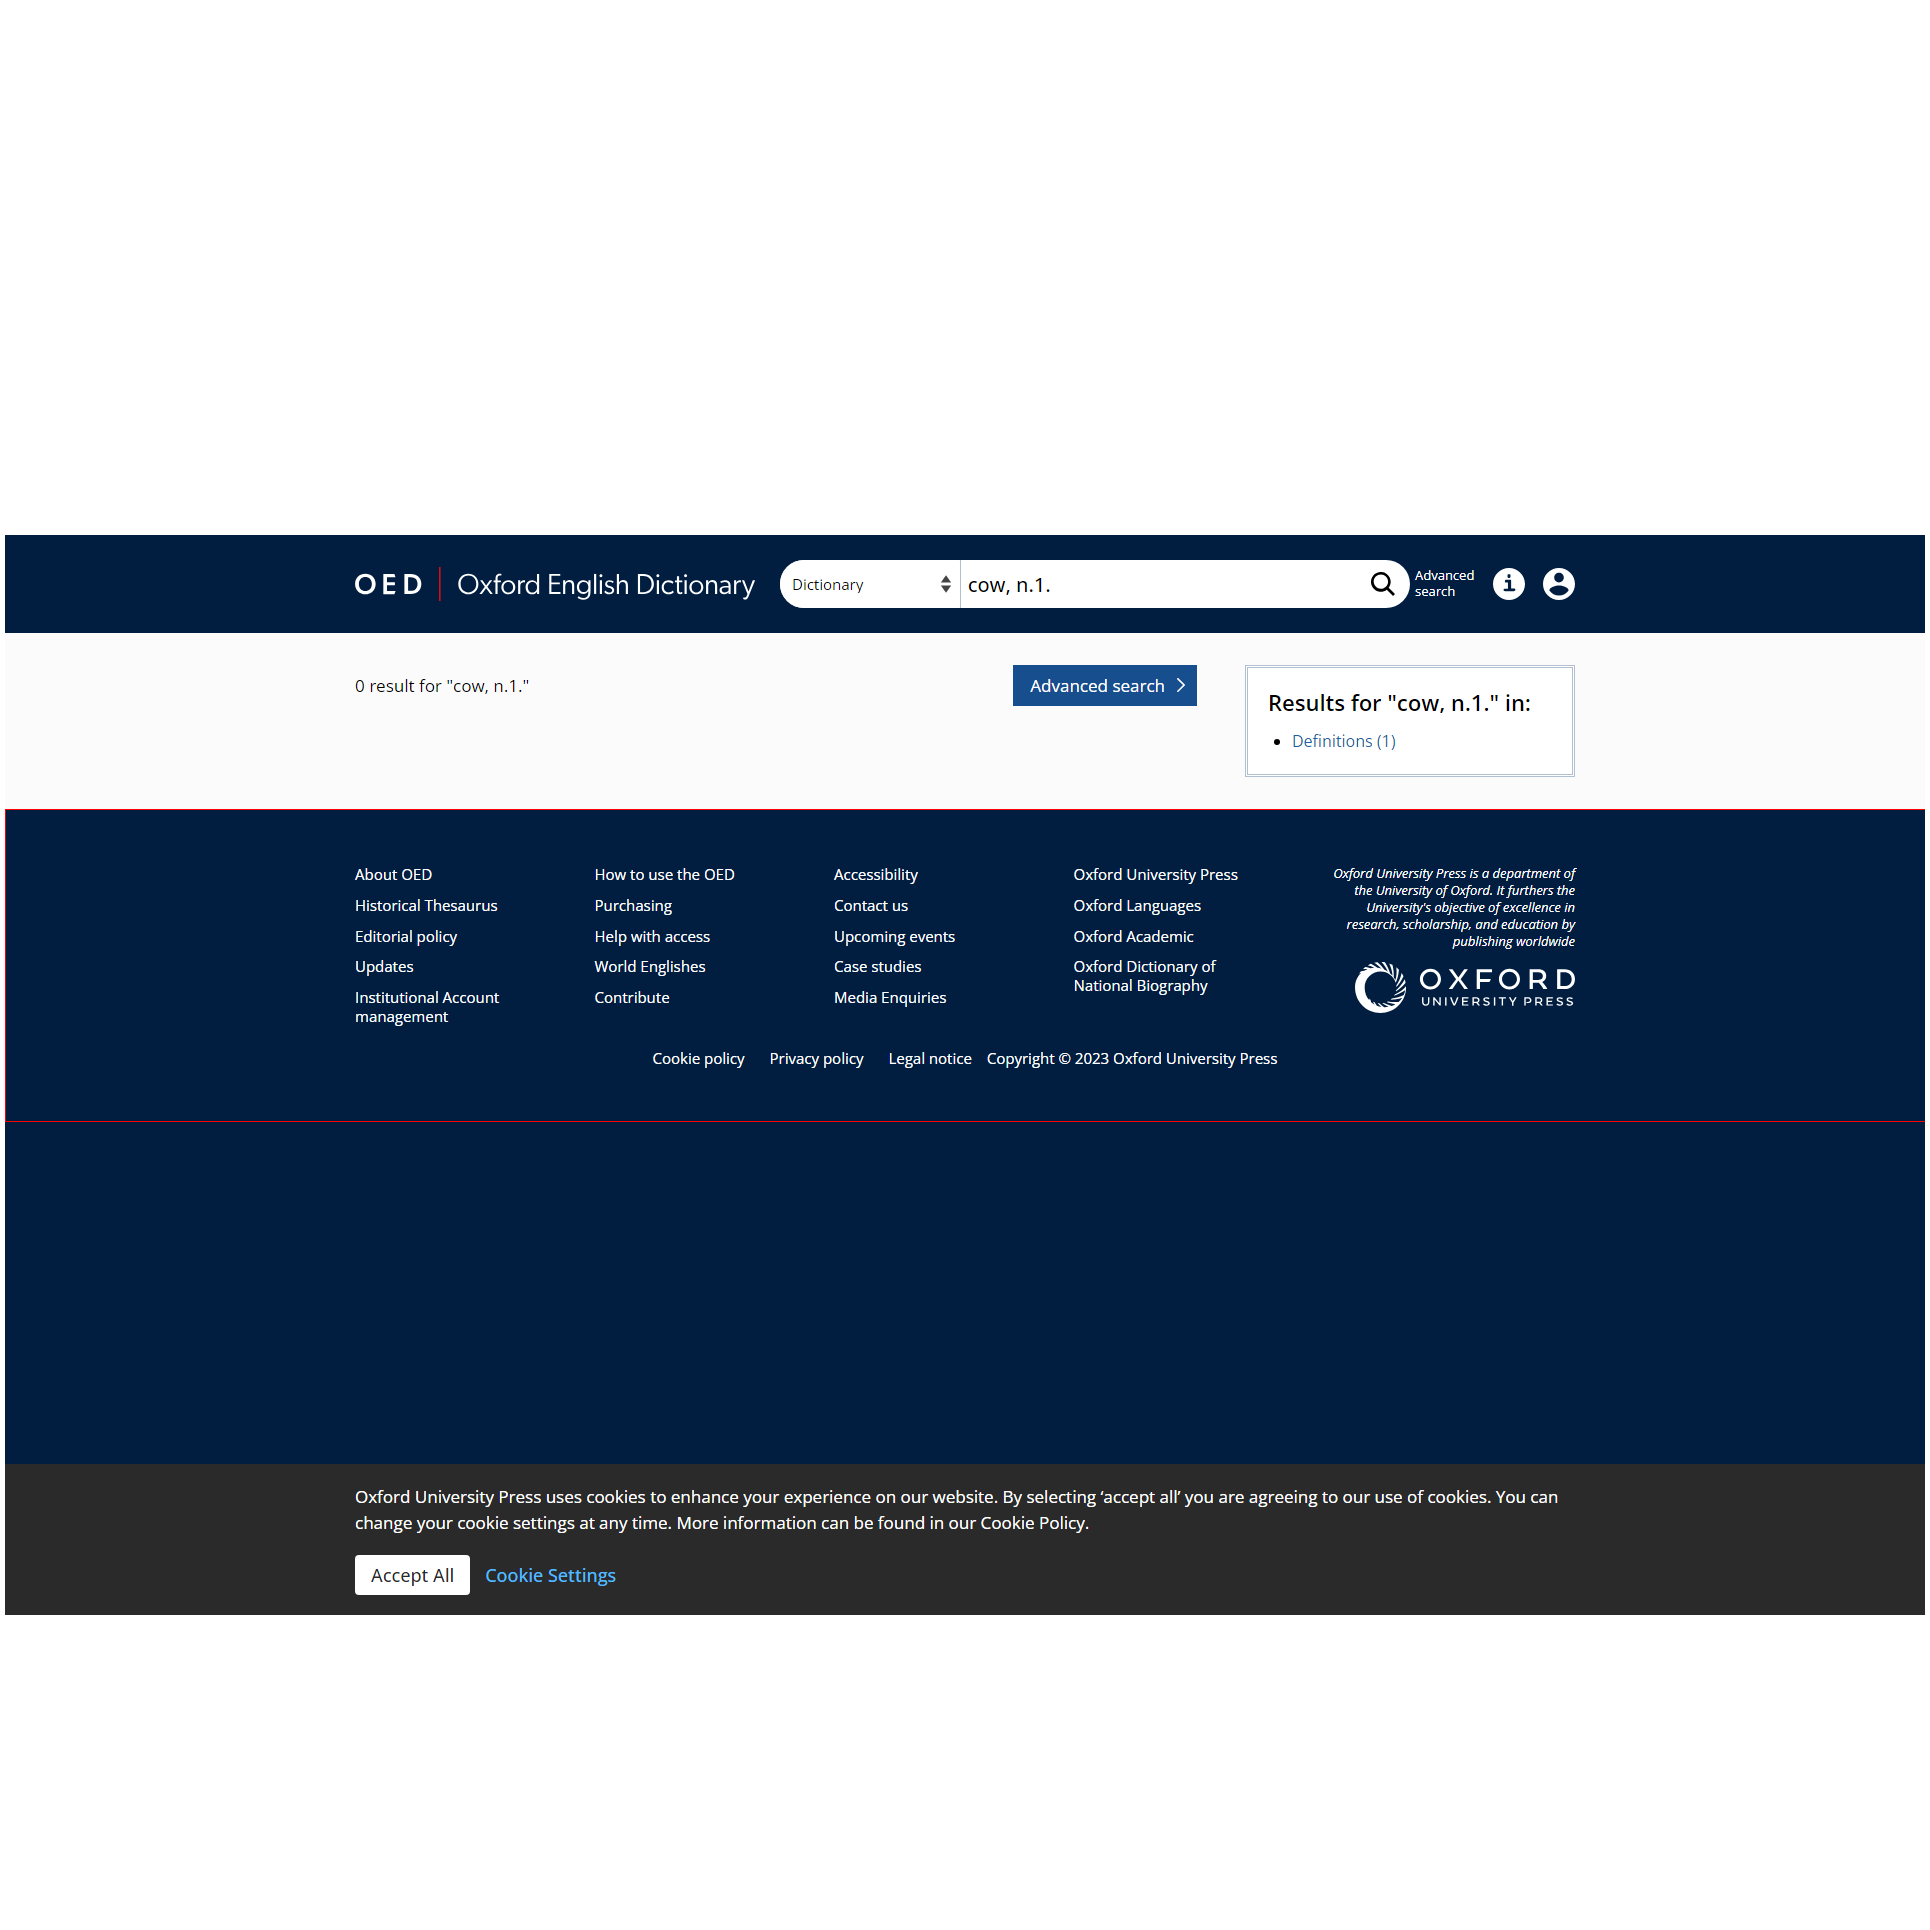 OED | Oxford English Dictionary
Dictionary
cow, n.1.
Advanced
search
0 result for "cow, n.1."
Advanced search
Results for "cow, n.1." in:
Definitions (1)
About OED
Historical Thesaurus
Editorial policy
Updates
Institutional Account
management
How to use the OED
Purchasing
Help with access
World Englishes
Contribute
Accessibility
Contact us
Upcoming events
Case studies
Media Enquiries
Oxford University Press
Oxford Languages
Oxford Academic
Oxford Dictionary of
National Biography
Oxford University Press is a department of
the University of Oxford. It furthers the
University's objective of excellence in
research, scholarship, and education by
publishing worldwide
OXFORD
UNIVERSITY PRESS
Cookie policy Privacy policy Legal notice Copyright © 2023 Oxford University Press
Oxford University Press uses cookies to enhance your experience on our website. By selecting ‘accept all’ you are agreeing to our use of cookies. You can
change your cookie settings at any time. More information can be found in our Cookie Policy.
Accept All Cookie Settings